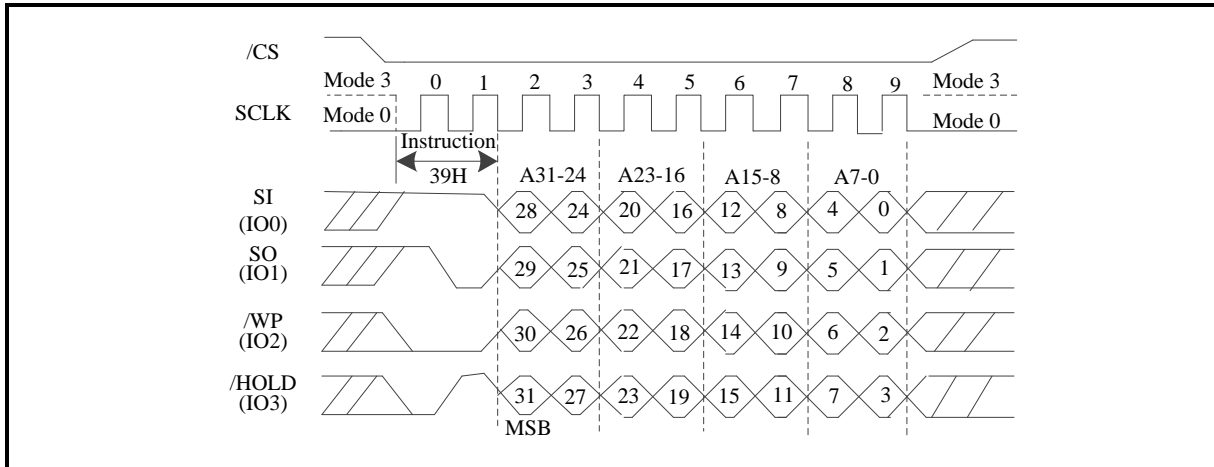 /CS
Mode 3 0 1 2 3 4 5 6 7 8 9 Mode 3
SCLK Mode 0 Mode 0
Instruction
39H A31-24 A23-16 A15-8 A7-0
SI
(IO0) 28 24 20 16 12 8 4 0
SO
(IO1) 29 25 21 17 13 9 5 1
/WP
(IO2) 30 26 22 18 14 10 6 2
/HOLD
(IO3) 31 27 23 19 15 11 7 3
MSB